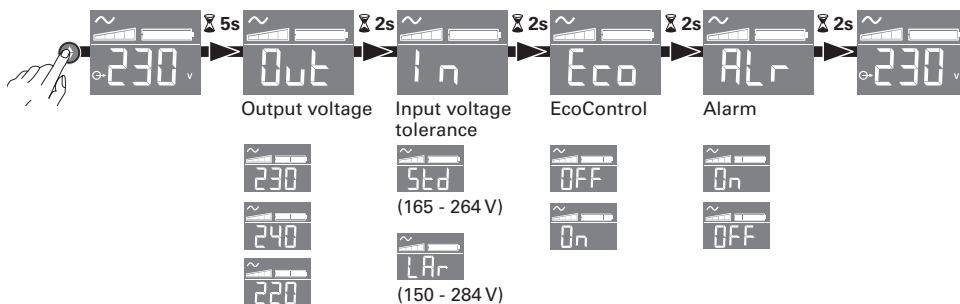 5s 2s 2s 2s 2s
230 v Out In Eco ALr 230 v
Output voltage Input voltage tolerance EcoControl Alarm
230 Std OFF On
(165 - 264 V)
240 On OFF
LAr
220 (150 - 284 V)